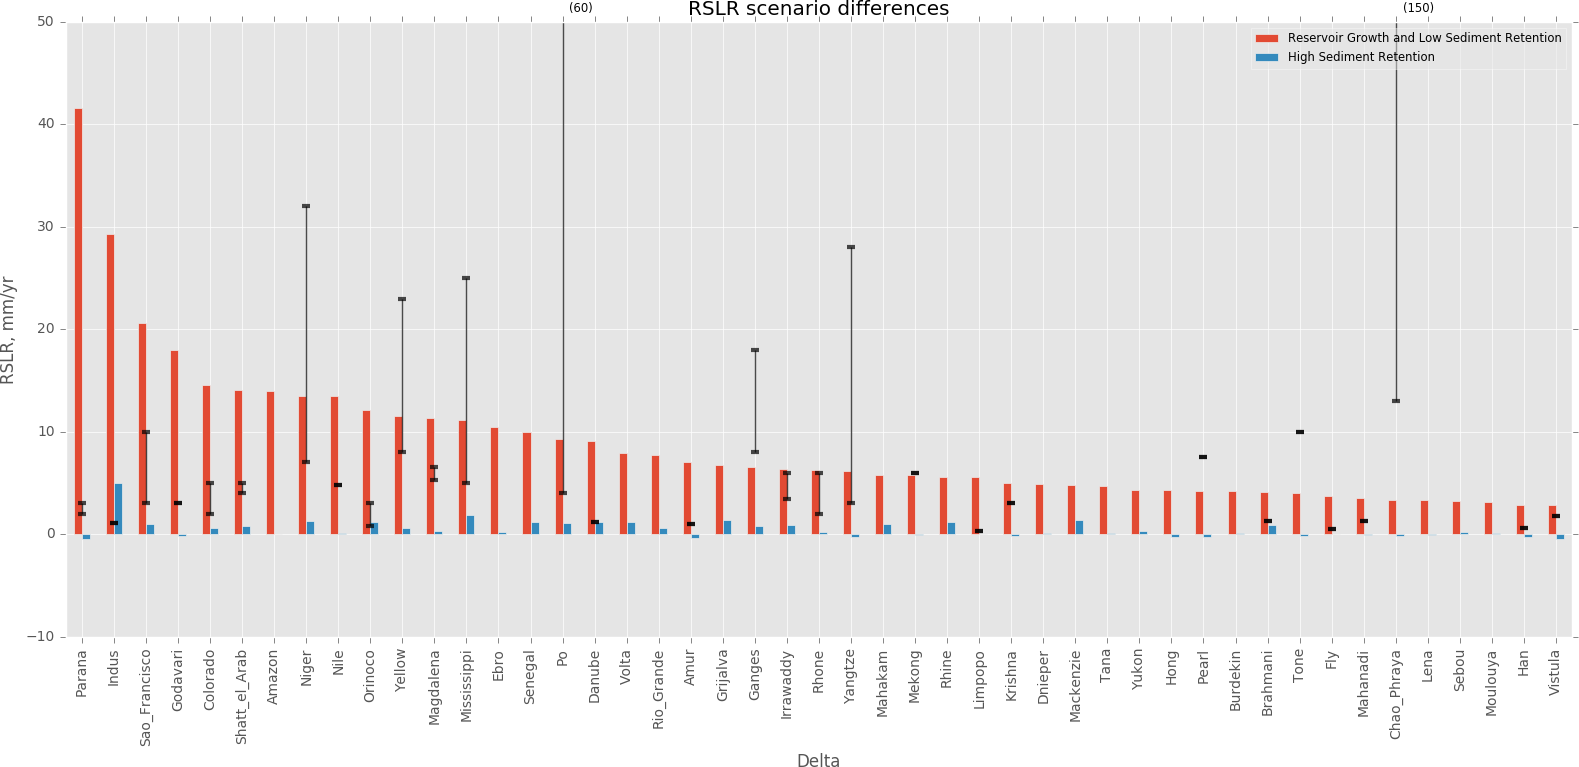 RSLR scenario differences
(60)
(150)
Reservoir Growth and Low Sediment Retention
High Sediment Retention
50
40
30
20
10
0
−10
RSLR, mm/yr
Parana
Indus
Sao_Francisco
Godavari
Colorado
Shatt_el_Arab
Amazon
Niger
Nile
Orinoco
Yellow
Magdalena
Mississippi
Ebro
Senegal
Po
Danube
Volta
Rio_Grande
Amur
Grijalva
Ganges
Irrawaddy
Rhone
Yangtze
Mahakam
Mekong
Rhine
Limpopo
Krishna
Dnieper
Mackenzie
Tana
Yukon
Hong
Pearl
Burdekin
Brahmani
Tone
Fly
Mahanadi
Chao_Phraya
Lena
Sebou
Moulouya
Han
Vistula
Delta